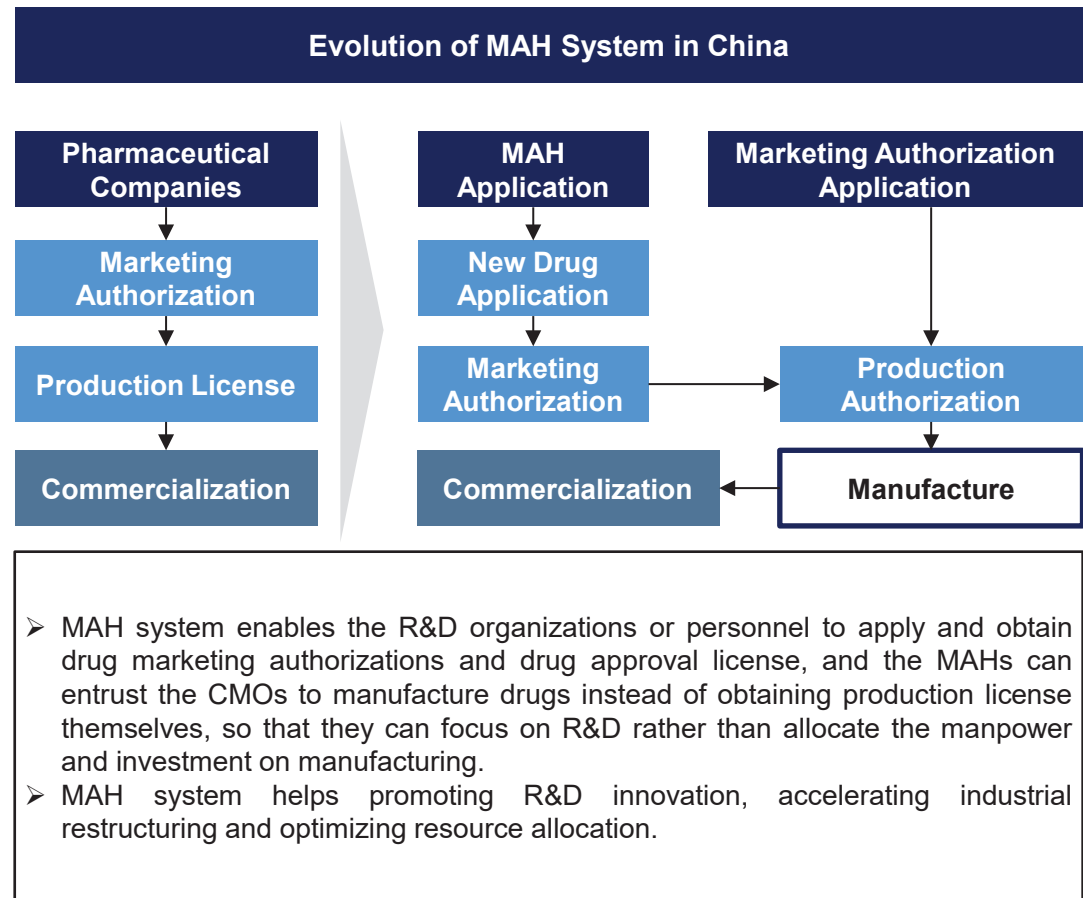 Evolution of MAH System in China
Pharmaceutical
Companies
Marketing
Authorization
Production License
Commercialization
MAH
Application
New Drug
Application
Marketing
Authorization
Commercialization
Marketing Authorization
Application
Production
Authorization
Manufacture
➢ MAH system enables the R&D organizations or personnel to apply and obtain
drug marketing authorizations and drug approval license, and the MAHs can
entrust the CMOs to manufacture drugs instead of obtaining production license
themselves, so that they can focus on R&D rather than allocate the manpower
and investment on manufacturing.
➢ MAH system helps promoting R&D innovation, accelerating industrial
restructuring and optimizing resource allocation.